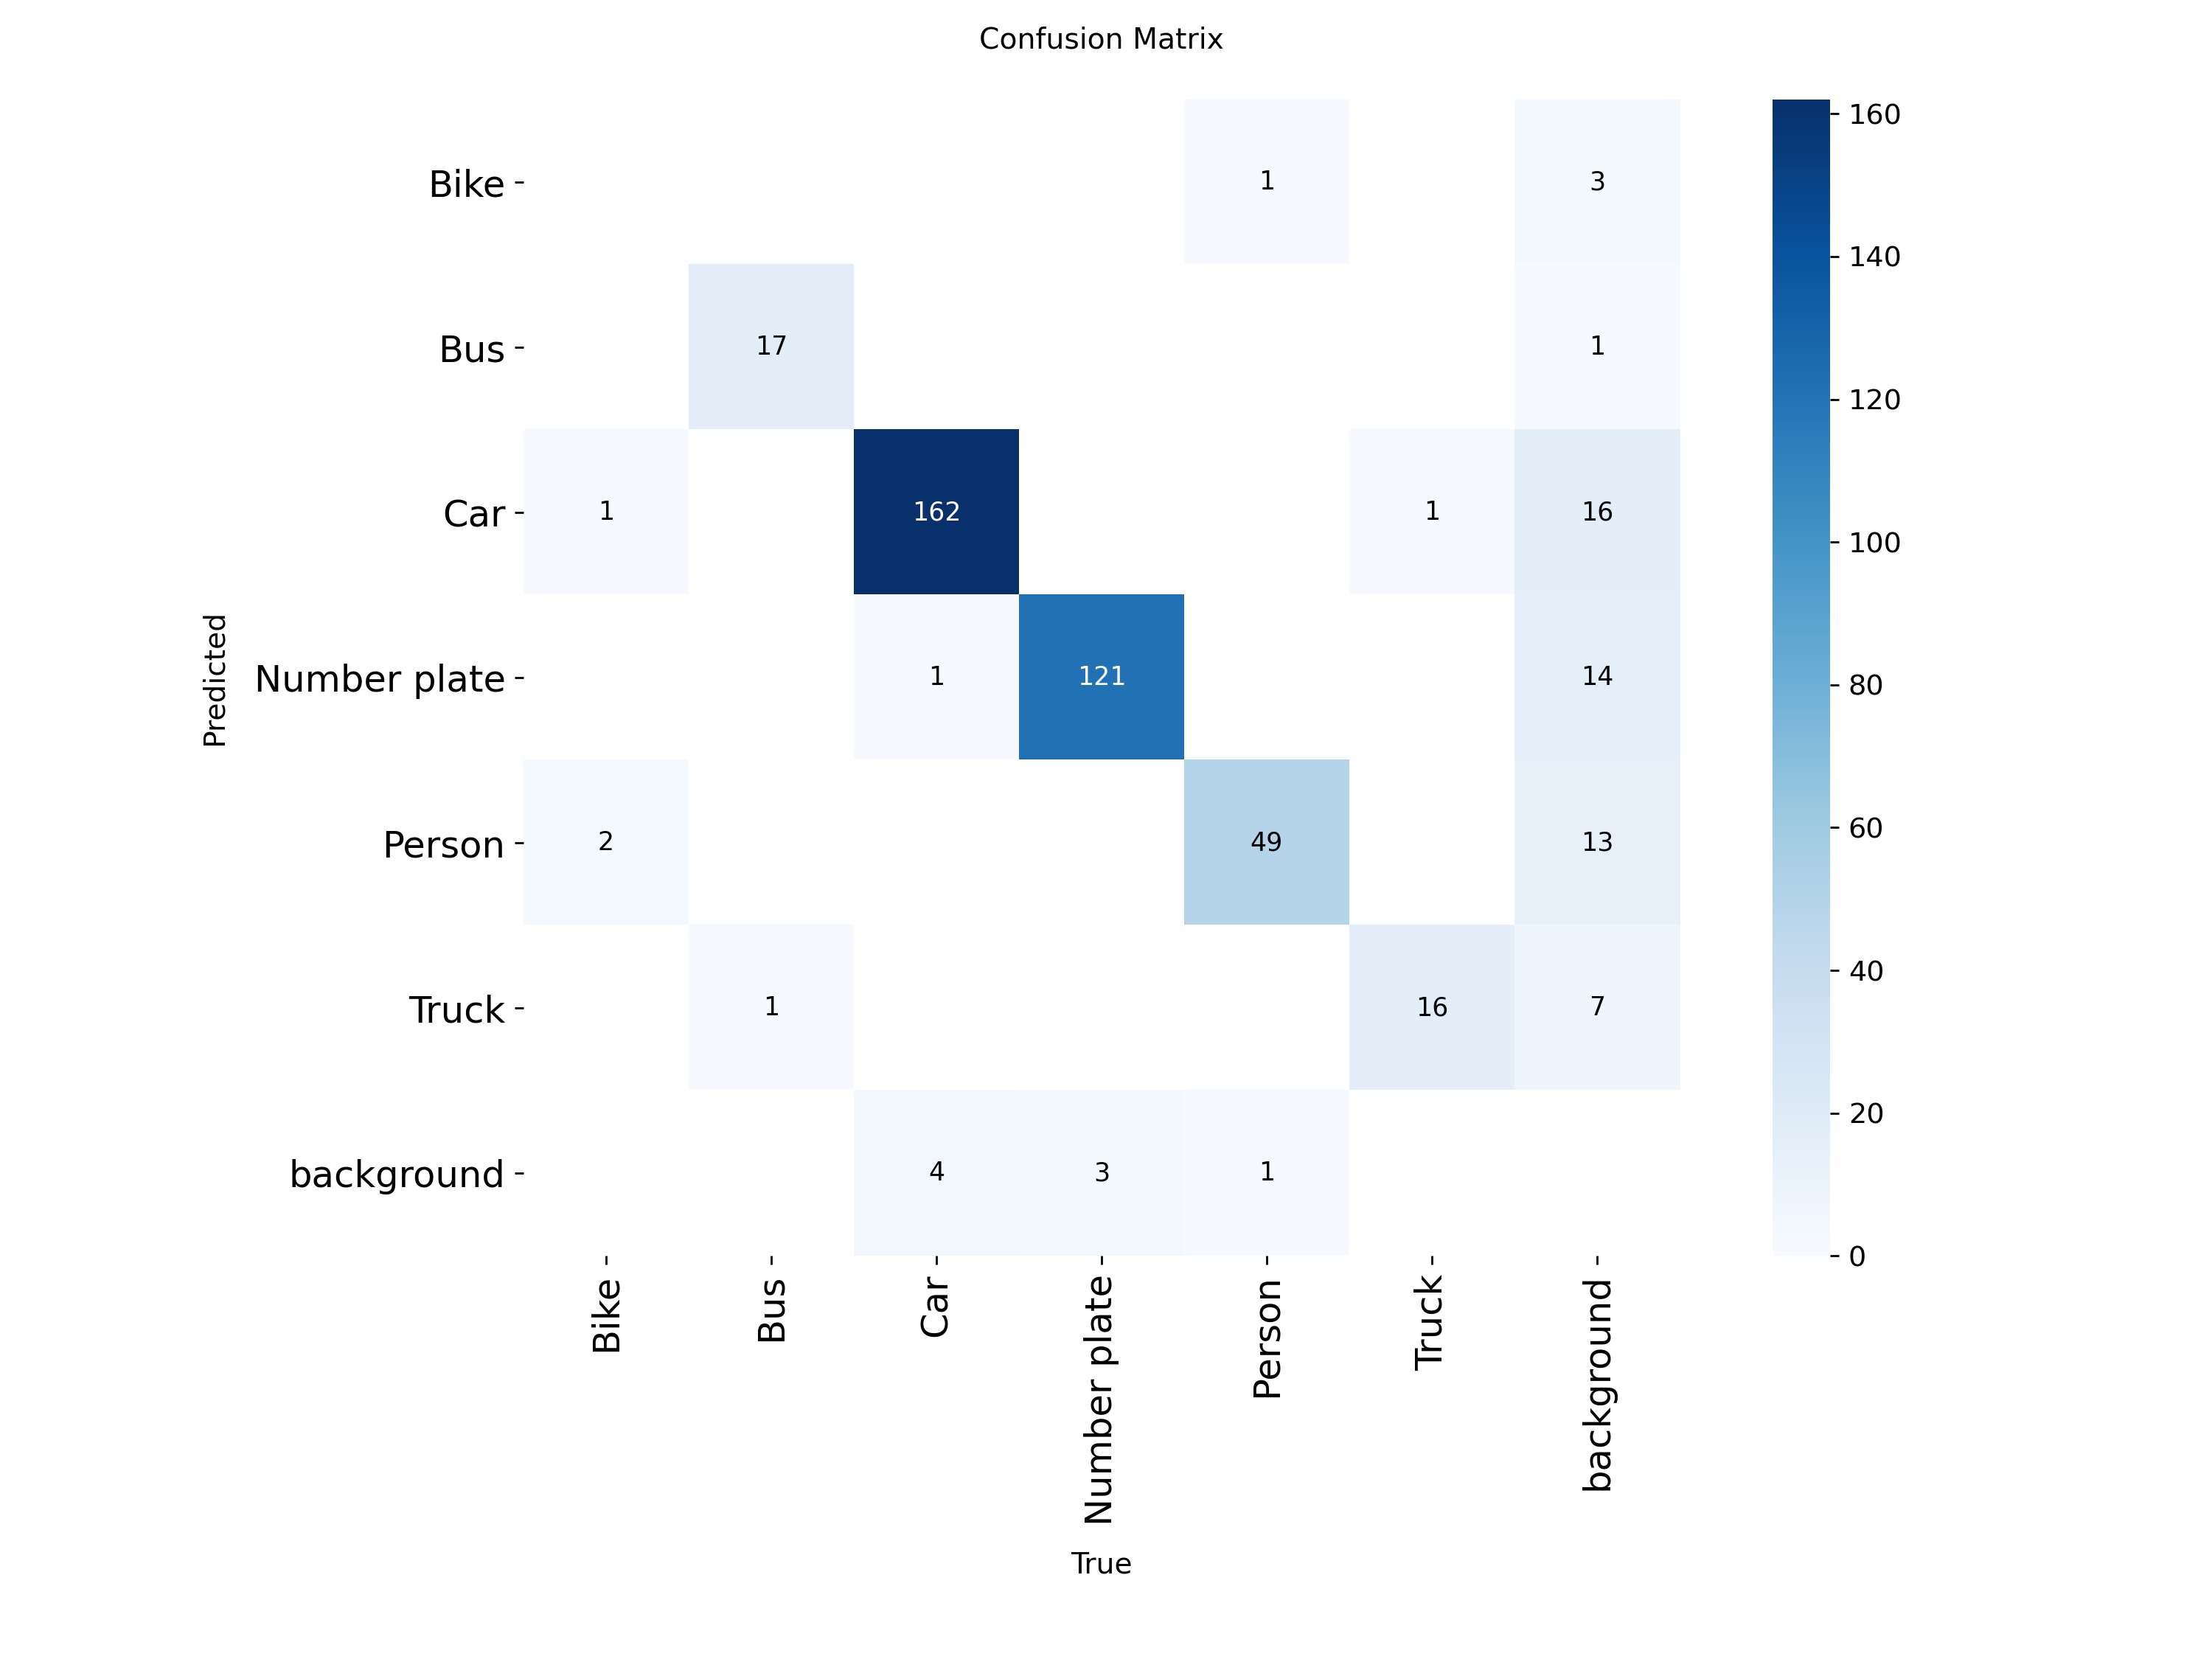 Confusion Matrix
Bike 1 3
Bus 17 1
Car 1 162 1 16
Number plate 1 121 14
Person 2 49 13
Truck 1 16 7
background 4 3 1
Predicted
Bike Bus Car Number plate Person Truck background
True
160
140
120
100
80
60
40
20
0